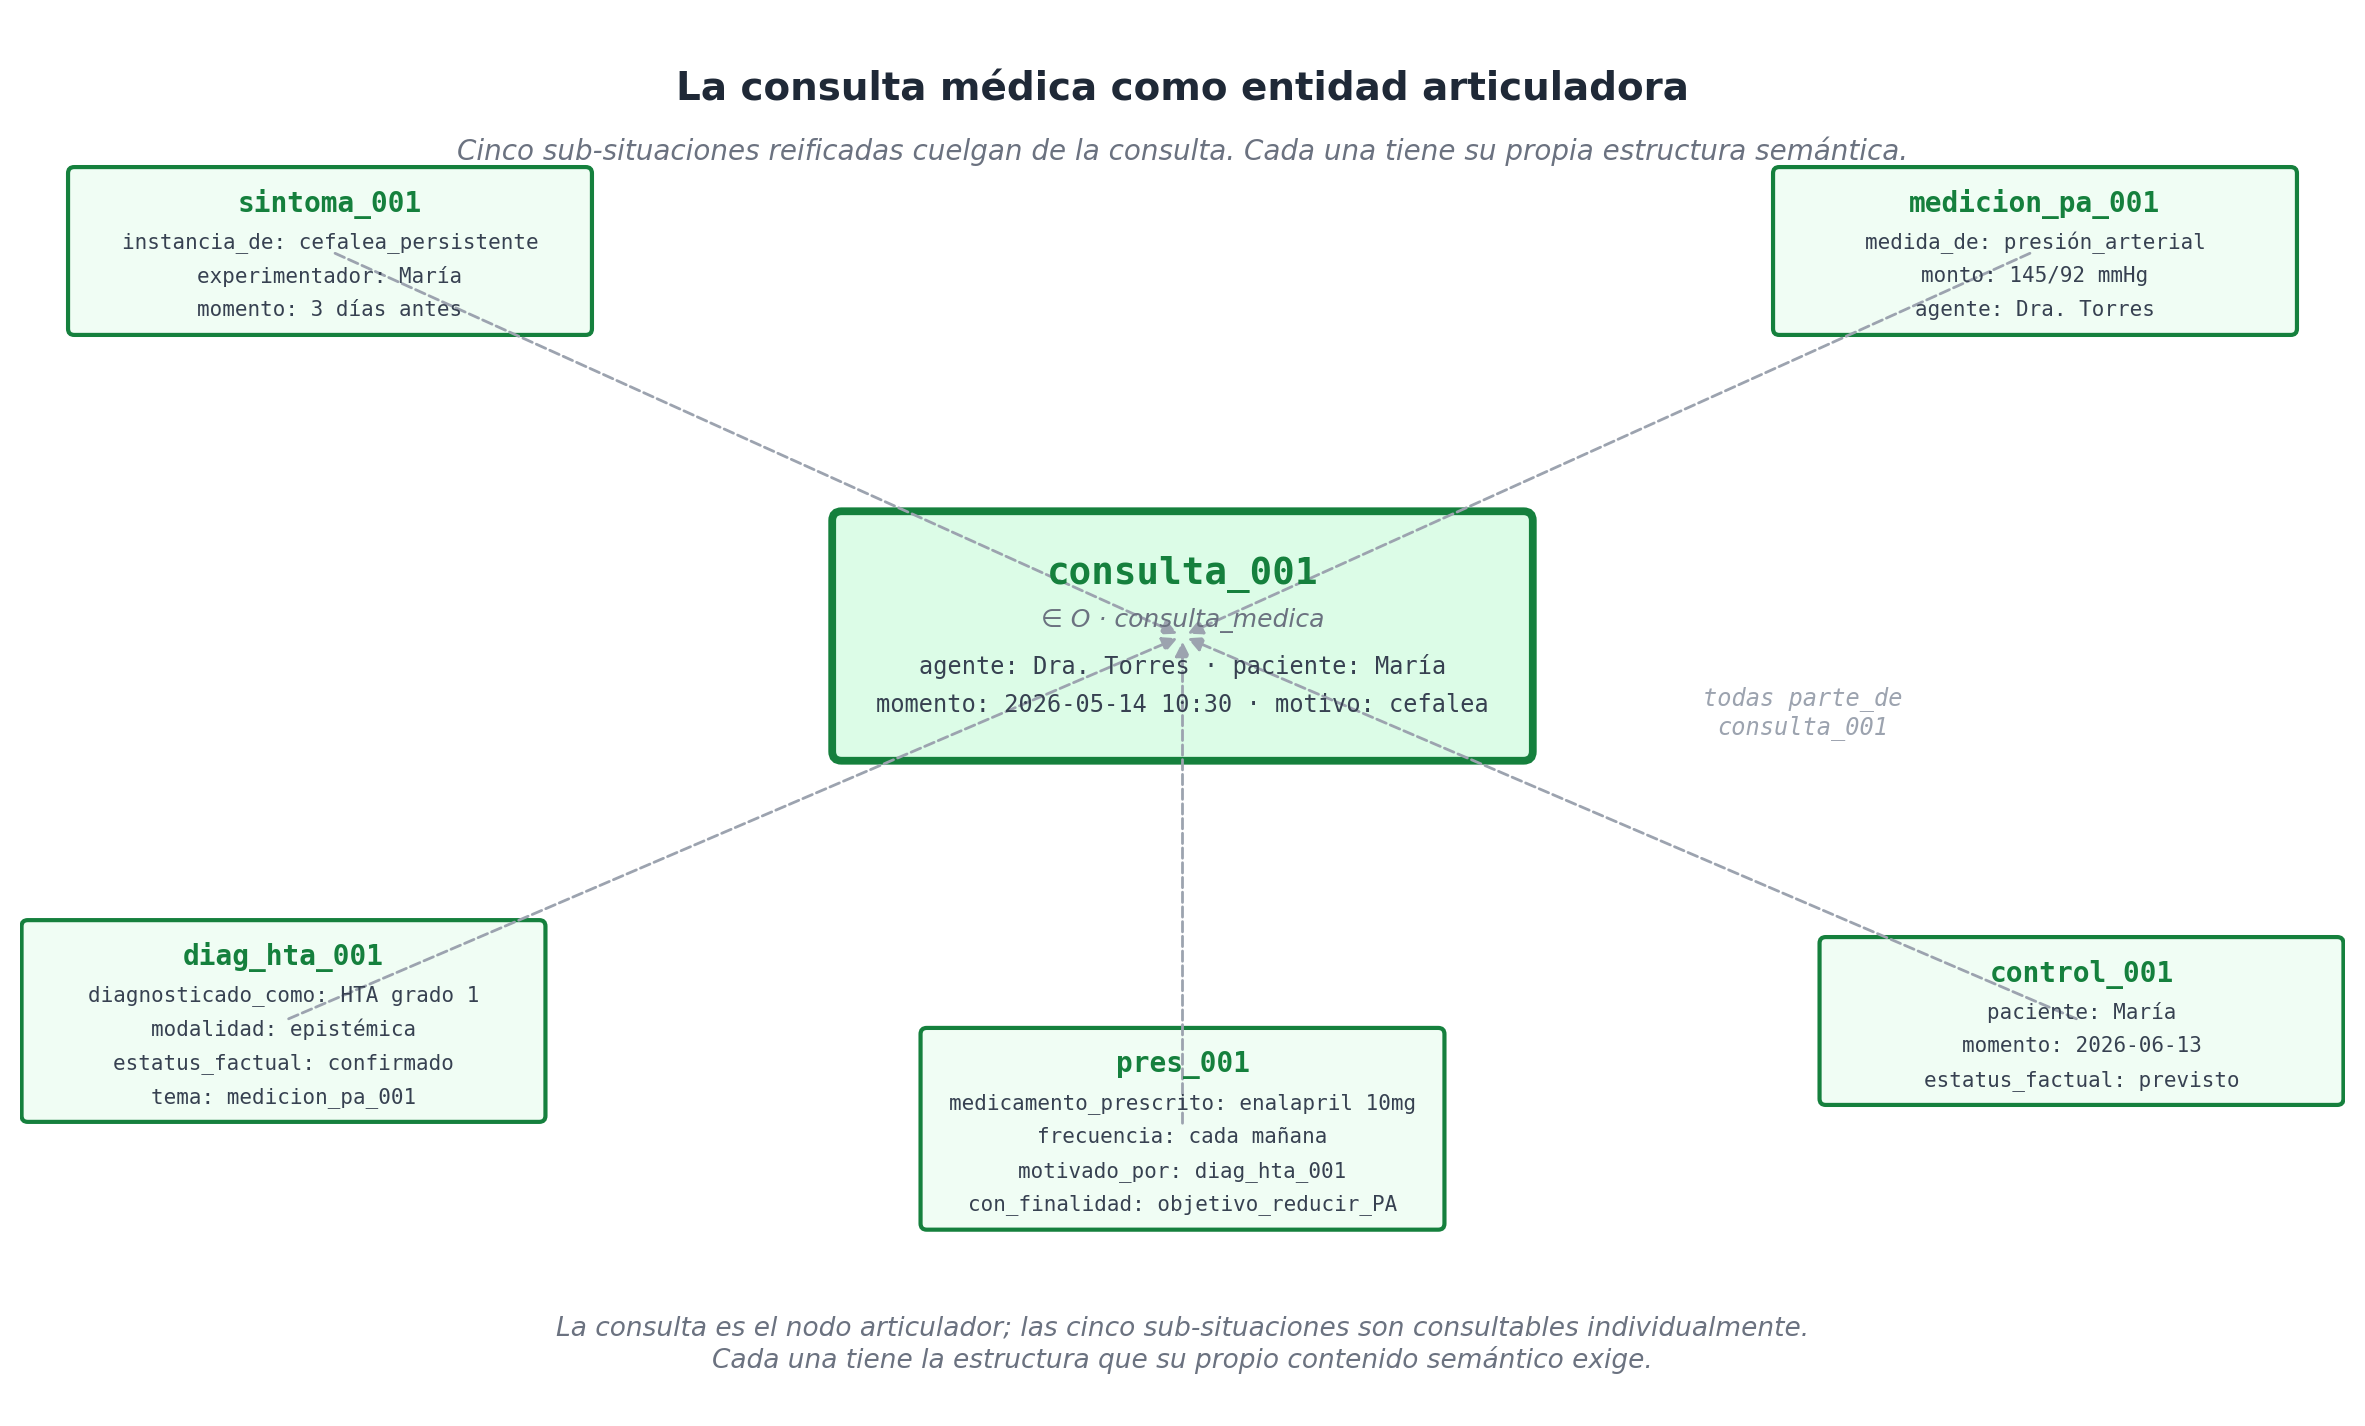 La consulta médica como entidad articuladora
Cinco sub-situaciones reificadas cuelgan de la consulta. Cada una tiene su propia estructura semántica.
sintoma_001
instancia_de: cefalea_persistente
experimentador: María
momento: 3 días antes
medicion_pa_001
medida_de: presión_arterial
monto: 145/92 mmHg
agente: Dra. Torres
consulta_001
∈ O · consulta_medica
agente: Dra. Torres · paciente: María
momento: 2026-05-14 10:30 · motivo: cefalea
todas parte_de
consulta_001
diag_hta_001
diagnosticado_como: HTA grado 1
modalidad: epistémica
estatus_factual: confirmado
tema: medicion_pa_001
pres_001
medicamento_prescrito: enalapril 10mg
frecuencia: cada mañana
motivado_por: diag_hta_001
con_finalidad: objetivo_reducir_PA
control_001
paciente: María
momento: 2026-06-13
estatus_factual: previsto
La consulta es el nodo articulador; las cinco sub-situaciones son consultables individualmente.
Cada una tiene la estructura que su propio contenido semántico exige.